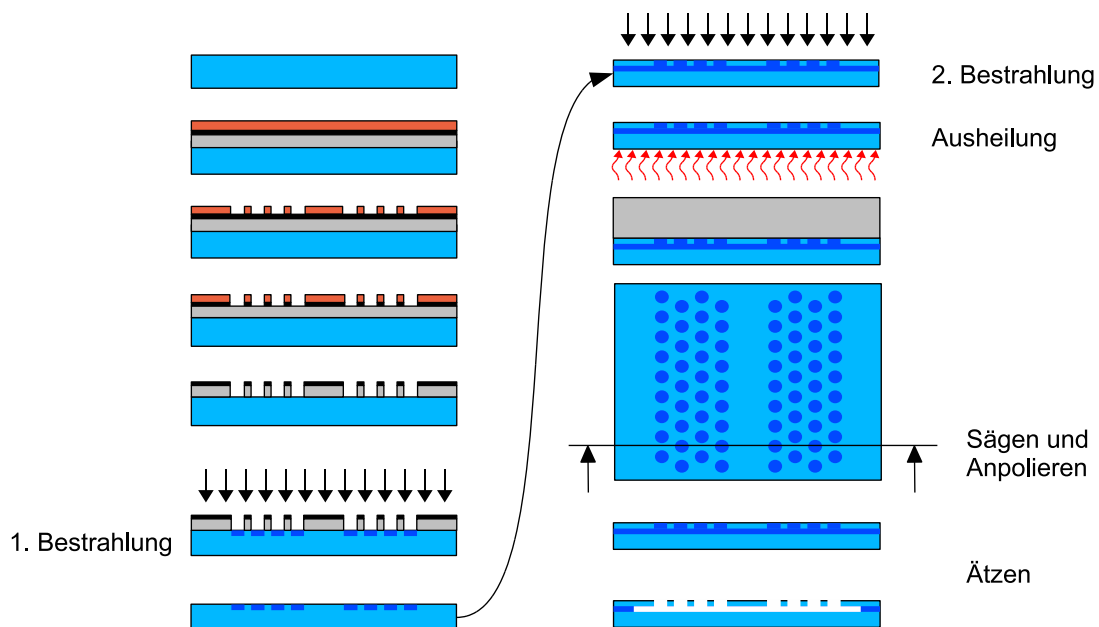 1. Bestrahlung
2. Bestrahlung
Ausheilung
Sägen und
Anpolieren
Ätzen